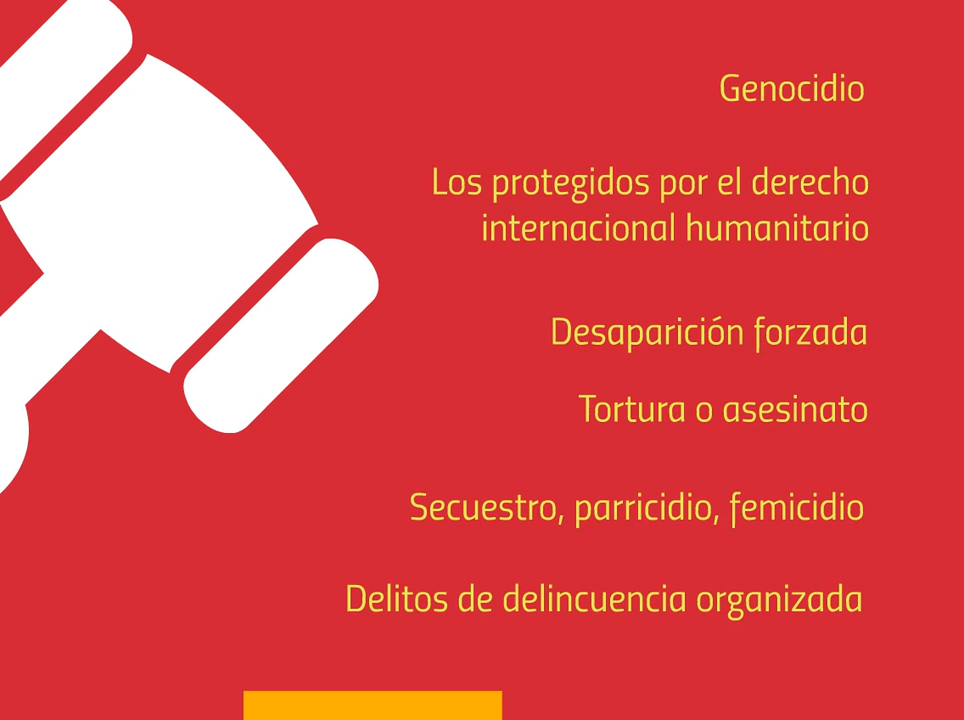 Genocidio
Los protegidos por el derecho
internacional humanitario
Desaparición forzada
Tortura o asesinato
Secuestro, parricidio, femicidio
Delitos de delincuencia organizada